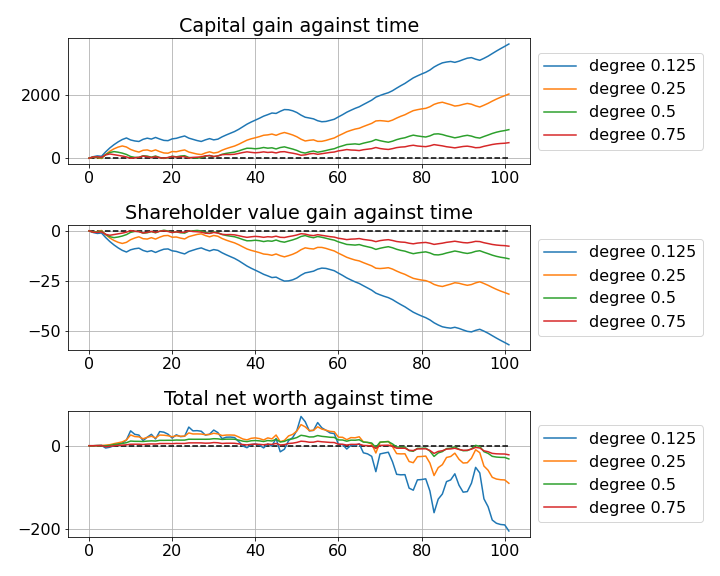 Capital gain against time
2000
0
0 20 40 60 80 100
degree 0.125
degree 0.25
degree 0.5
degree 0.75
Shareholder value gain against time
0
−25
−50
0 20 40 60 80 100
degree 0.125
degree 0.25
degree 0.5
degree 0.75
Total net worth against time
0
−200
0 20 40 60 80 100
degree 0.125
degree 0.25
degree 0.5
degree 0.75